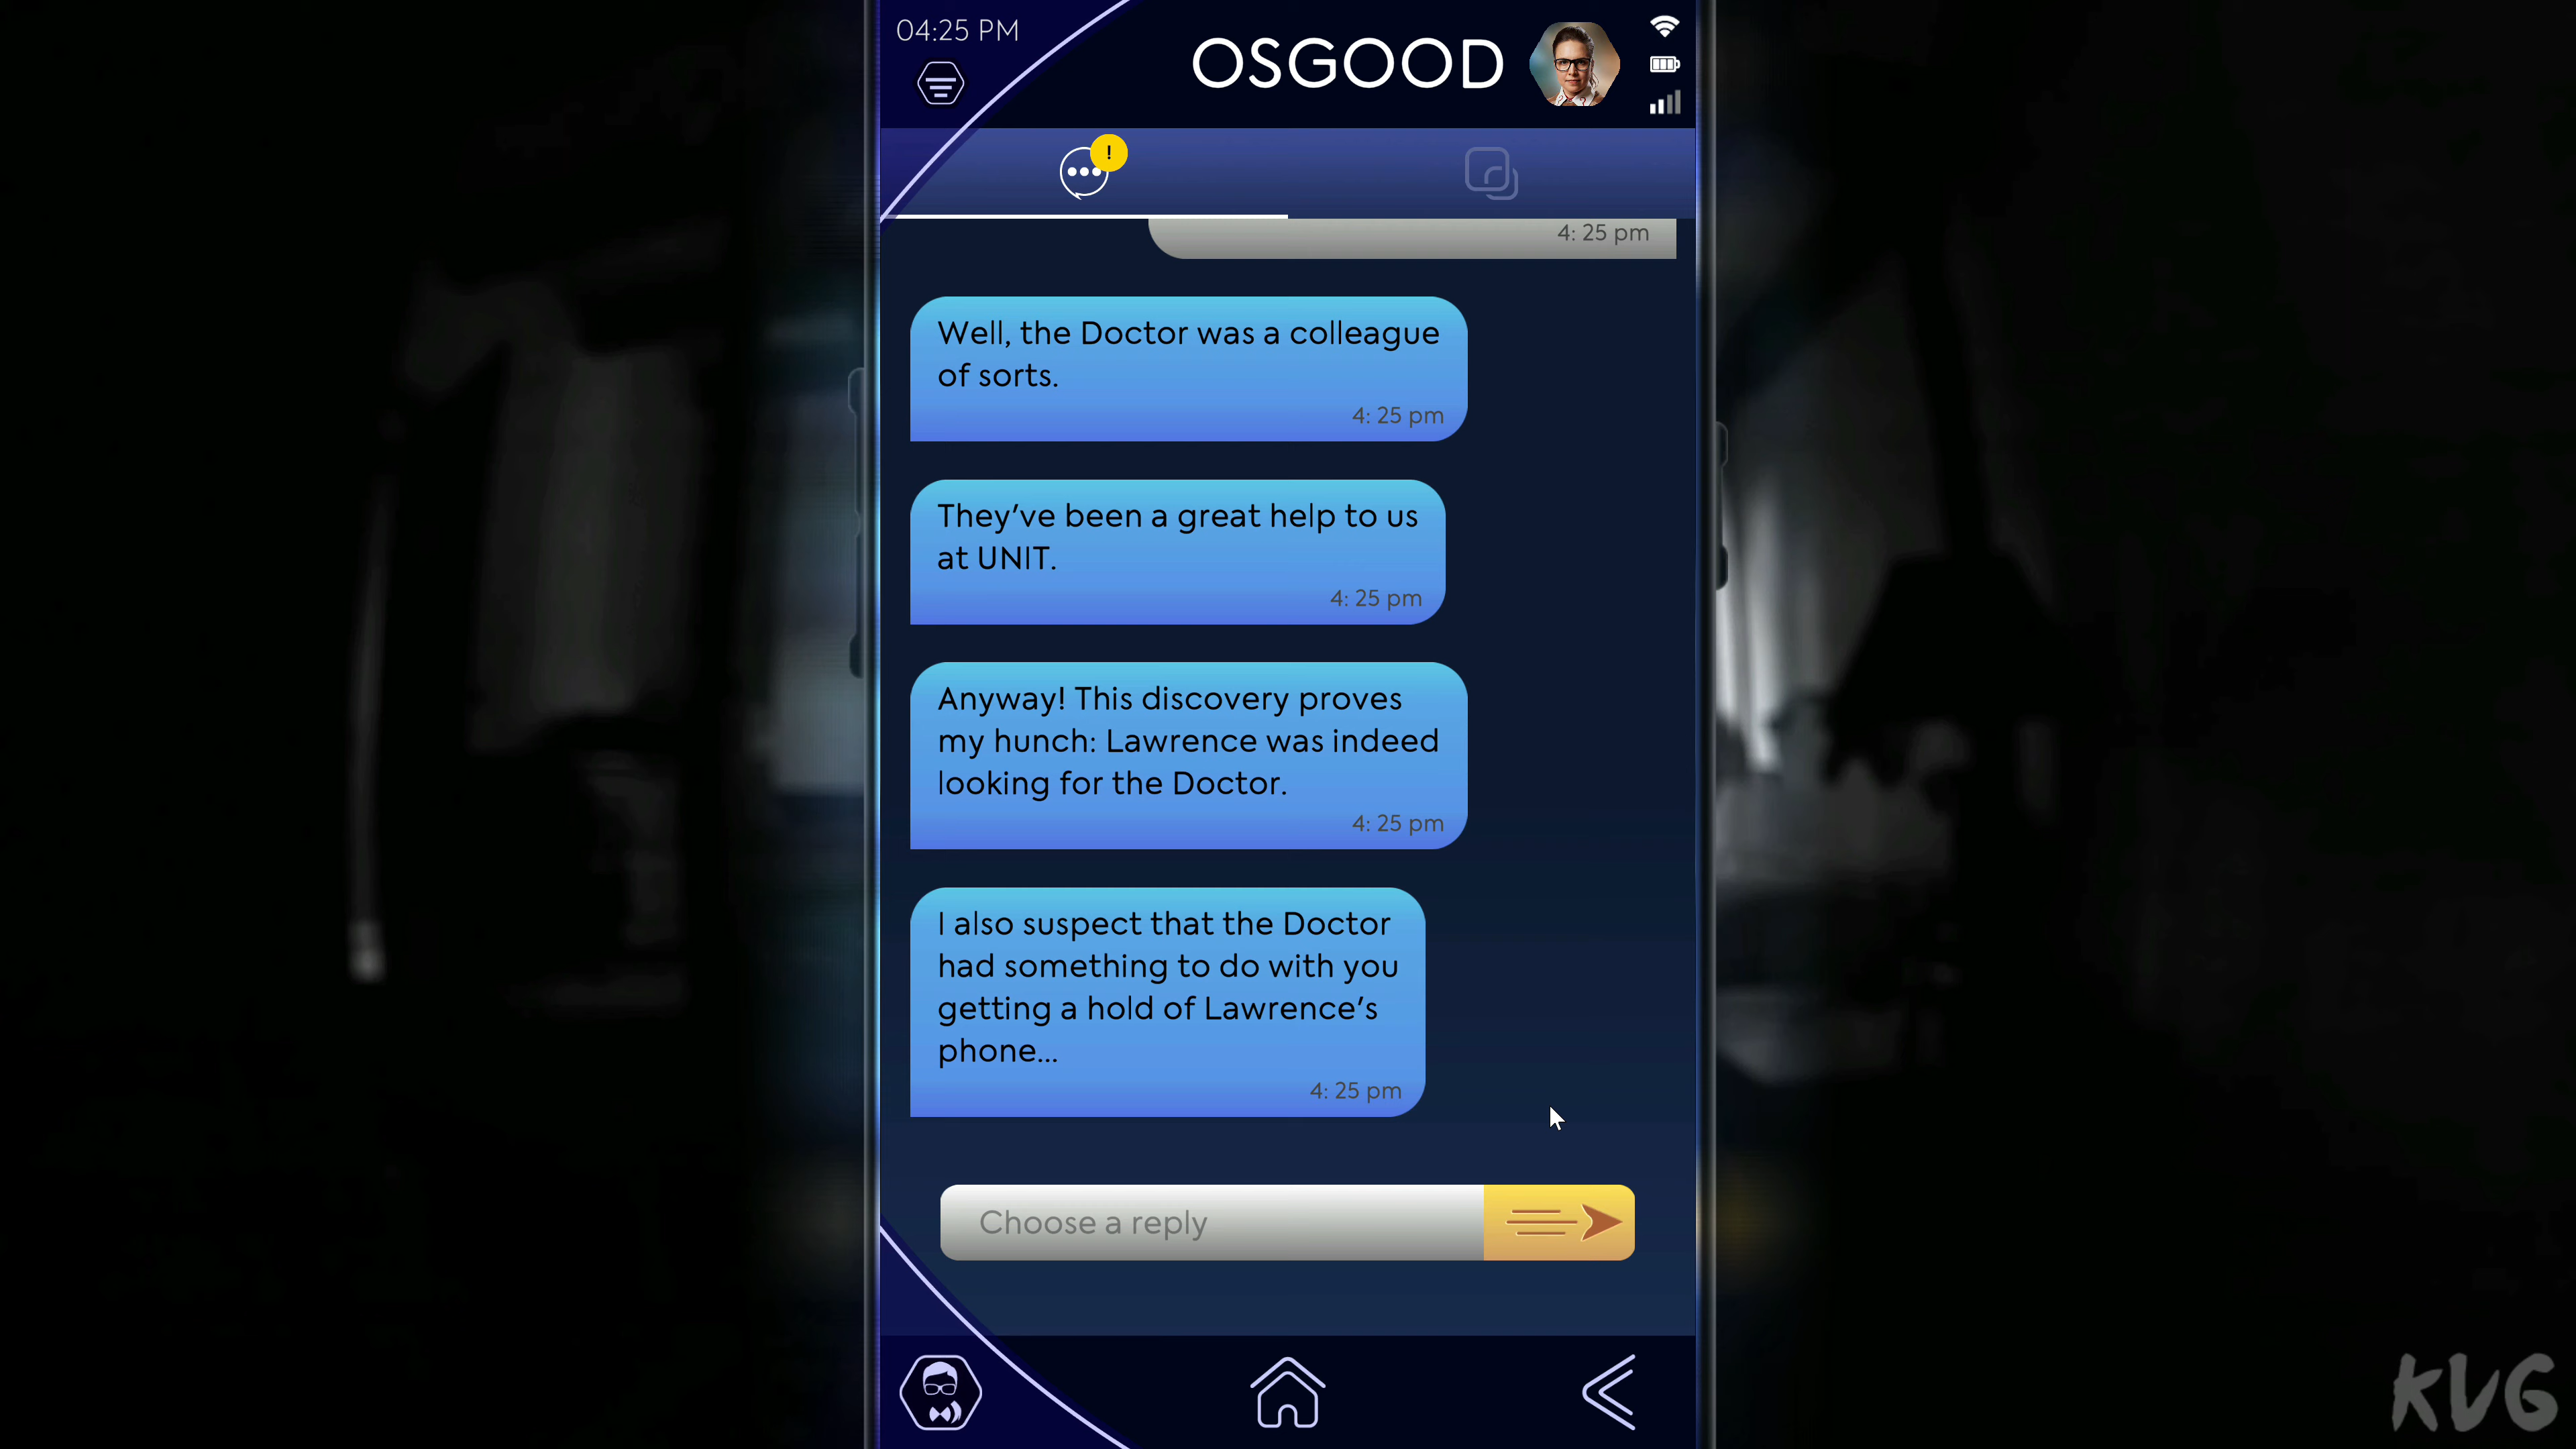 04:25 PM
OSGOOD
!
4: 25 pm
Well, the Doctor was a colleague
of sorts.
4: 25 pm
They've been a great help to us
at UNIT.
4: 25 pm
Anyway! This discovery proves
my hunch: Lawrence was indeed
looking for the Doctor.
4: 25 pm
I also suspect that the Doctor
had something to do with you
getting a hold of Lawrence's
phone...
4: 25 pm
Choose a reply
KVG